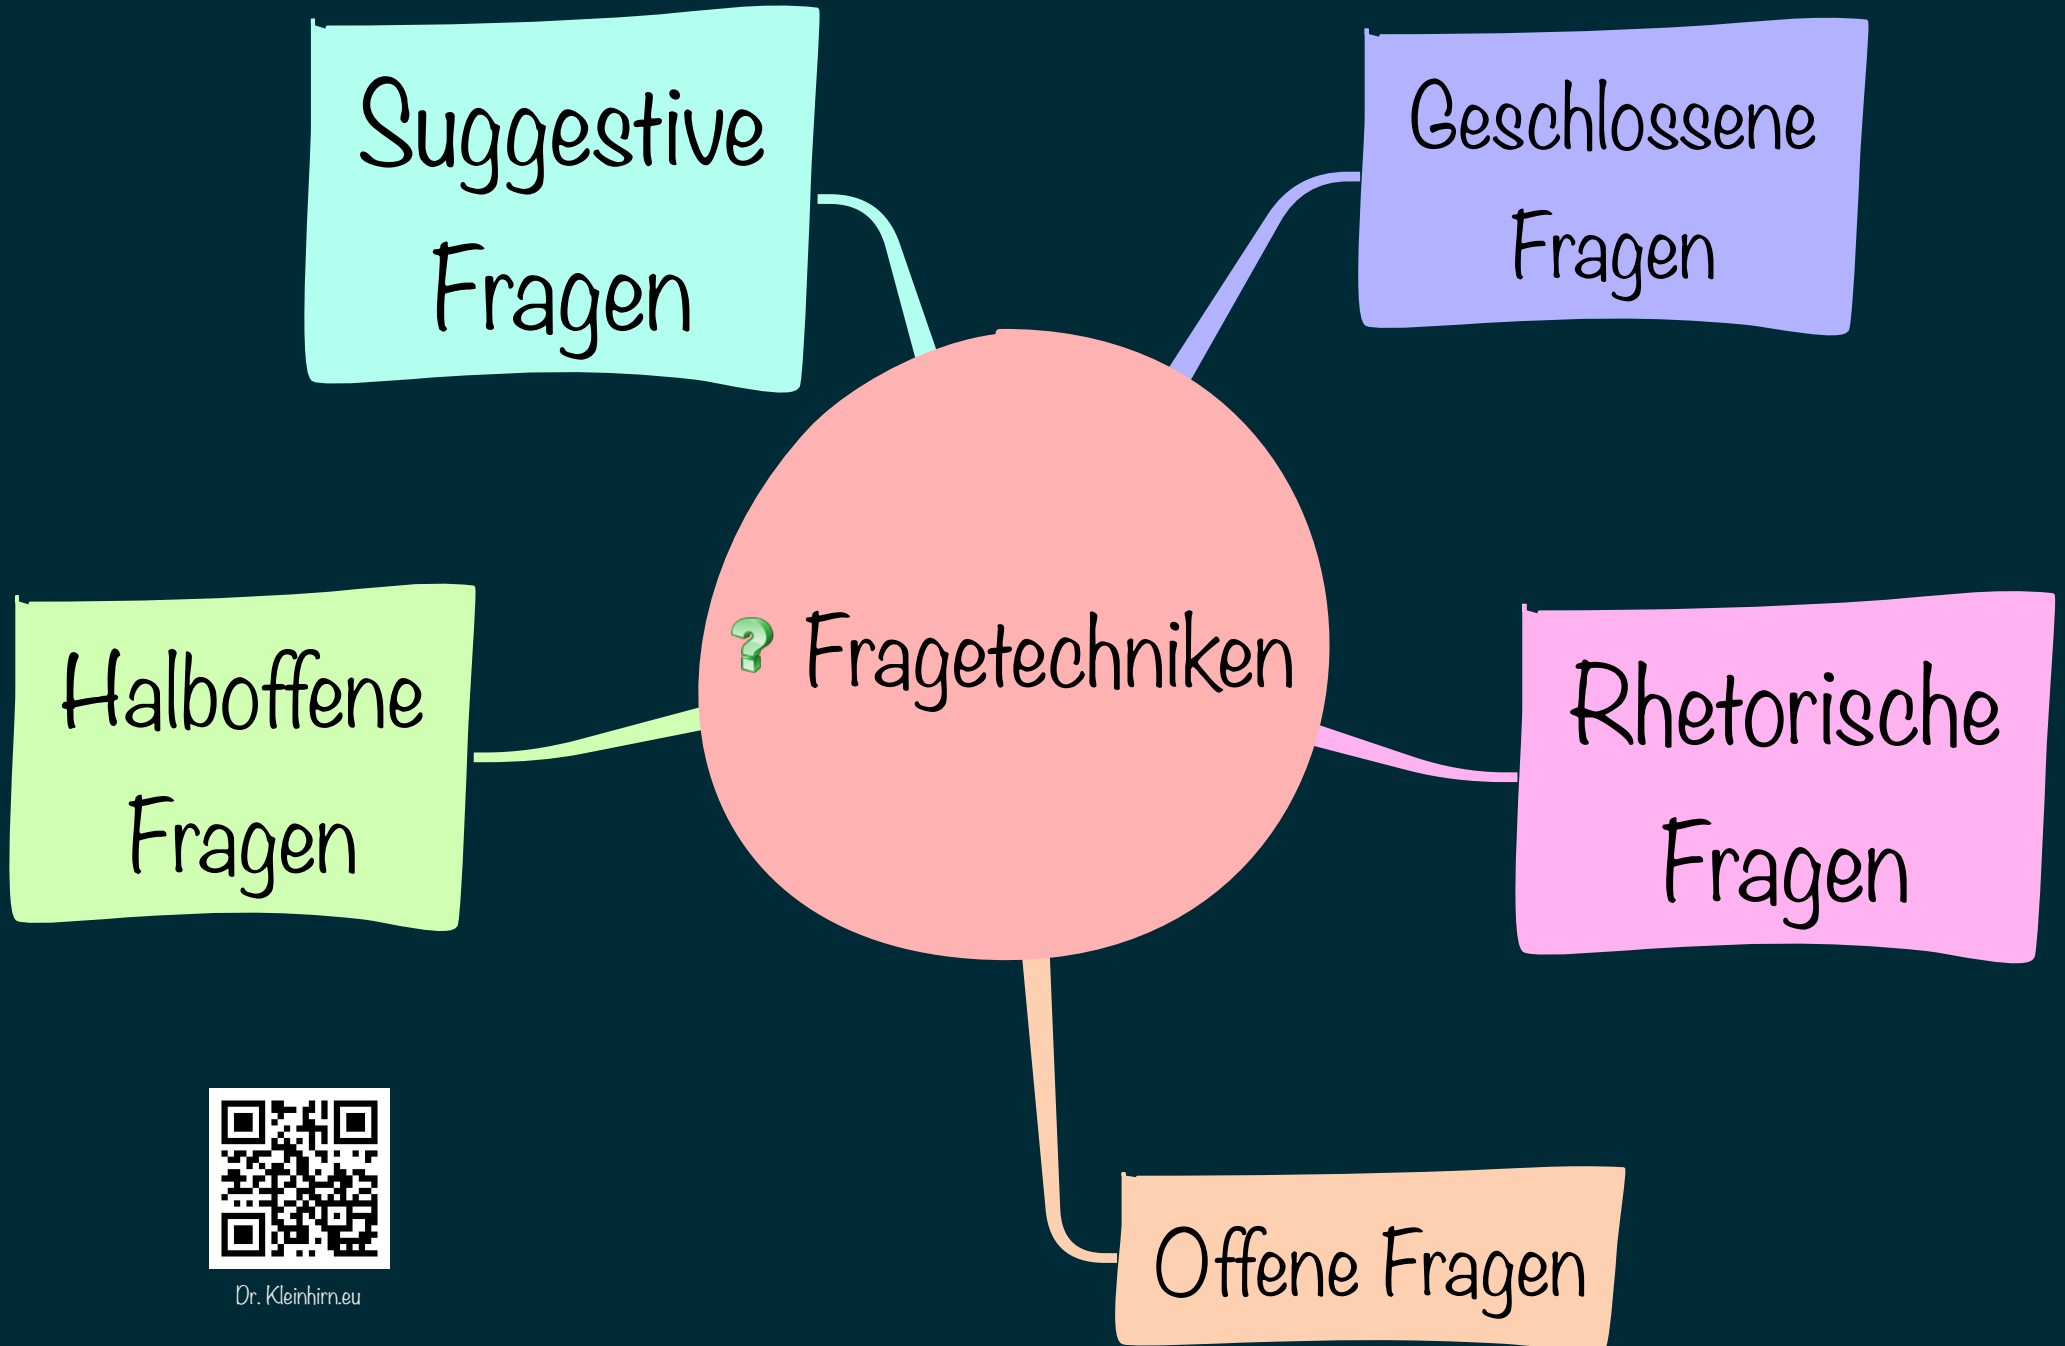 Suggestive
Fragen
Geschlossene
Fragen
Fragetechniken
Halboffene
Fragen
Rhetorische
Fragen
Offene Fragen
Dr. Kleinhirn.eu